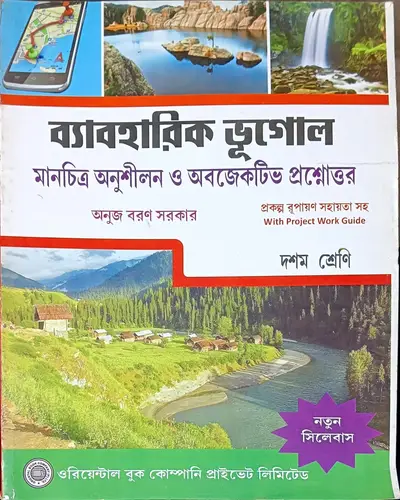 ব্যাবহারিক ভূগোল
মানচিত্র অনুশীলন ও অবজেকটিভ প্রশ্নোত্তর
অনুজ বরণ সরকার
প্রকল্প রূপায়ণ সহায়তা সহ
With Project Work Guide
দশম শ্রেণি
নতুন
সিলেবাস
ওরিয়েন্টাল বুক কোম্পানি প্রাইভেট লিমিটেড